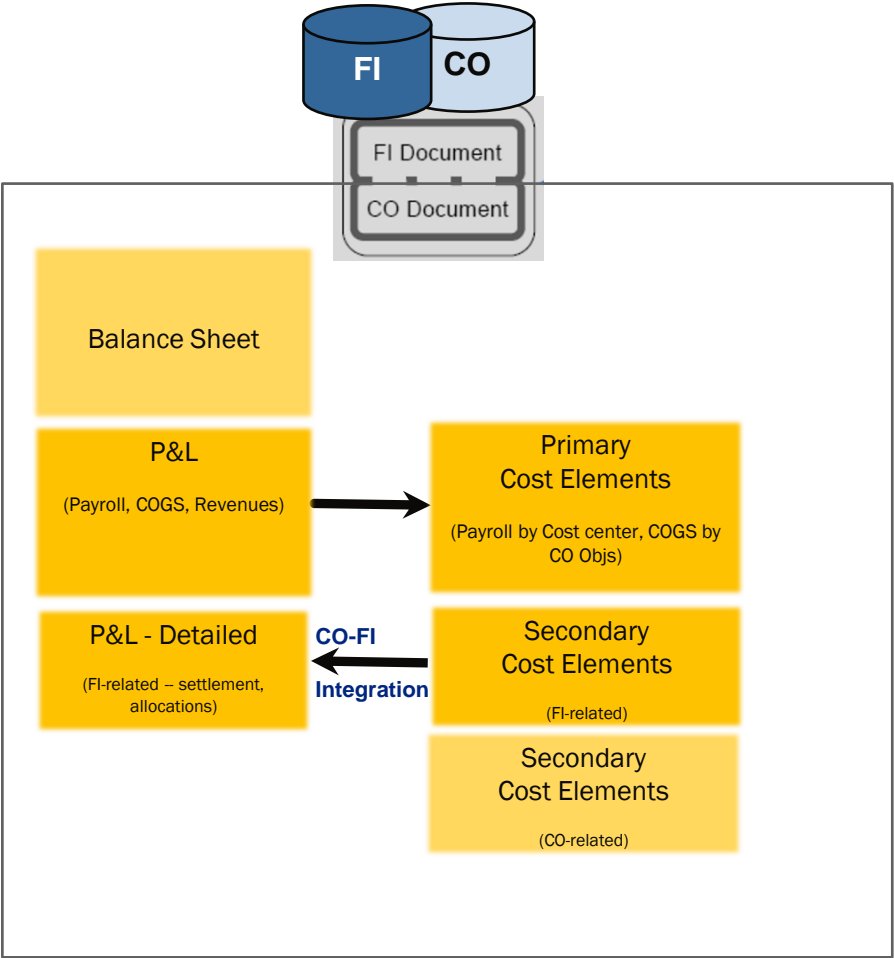 FI
CO
FI Document
CO Document
Balance Sheet
P&L
(Payroll, COGS, Revenues)
Primary
Cost Elements
(Payroll by Cost center, COGS by
CO Objs)
P&L - Detailed
(FI-related – settlement,
allocations)
CO-FI
Integration
Secondary
Cost Elements
(FI-related)
Secondary
Cost Elements
(CO-related)